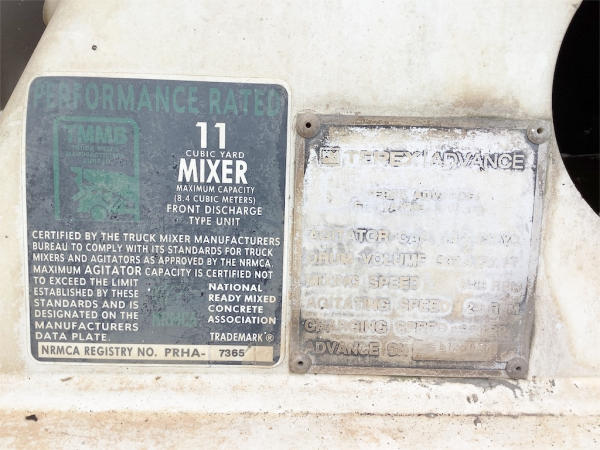 PERFORMANCE RATED
TMMB
11
CUBIC YARD
MIXER
MAXIMUM CAPACITY
(8.4 CUBIC METERS)
FRONT DISCHARGE
TYPE UNIT
CERTIFIED BY THE TRUCK MIXER MANUFACTURERS
BUREAU TO COMPLY WITH ITS STANDARDS FOR TRUCK
MIXERS AND AGITATORS AS APPROVED BY THE NRMCA.
MAXIMUM AGITATOR CAPACITY IS CERTIFIED NOT
TO EXCEED THE LIMIT
ESTABLISHED BY THESE
STANDARDS AND IS
DESIGNATED ON THE
MANUFACTURERS
DATA PLATE.
NRMCA
NATIONAL
READY MIXED
CONCRETE
ASSOCIATION
TRADEMARK®
NRMCA REGISTRY NO. PRHA- 7365
TEREX ADVANCE
AGITATOR
DRUM VOLUME
MIXING SPEED
AGITATING SPEED
CHARGING SPEED
ADVANCE